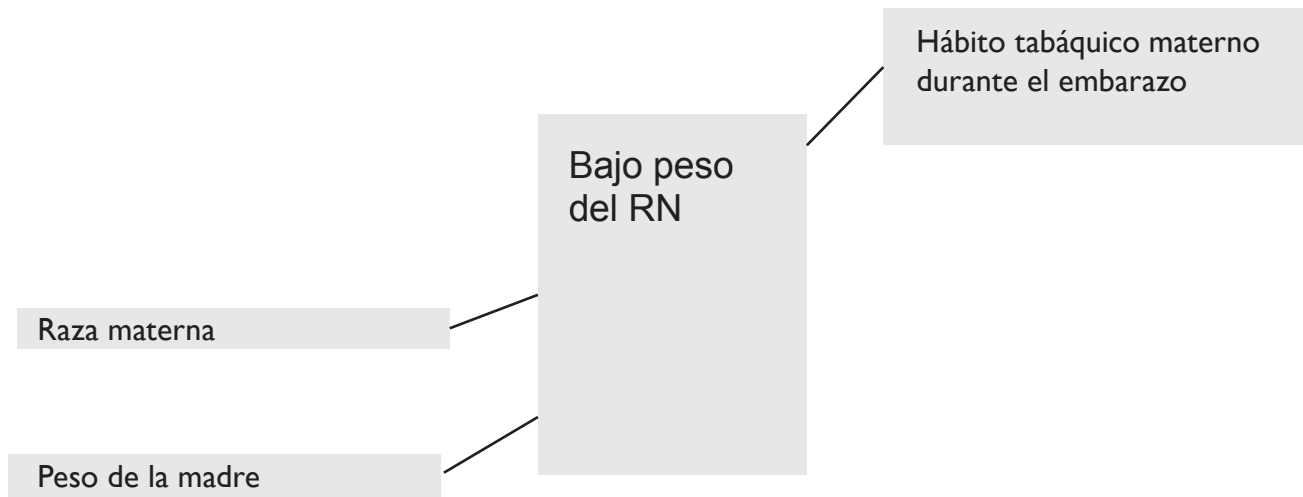 Hábito tabáquico materno
durante el embarazo
Bajo peso
del RN
Raza materna
Peso de la madre